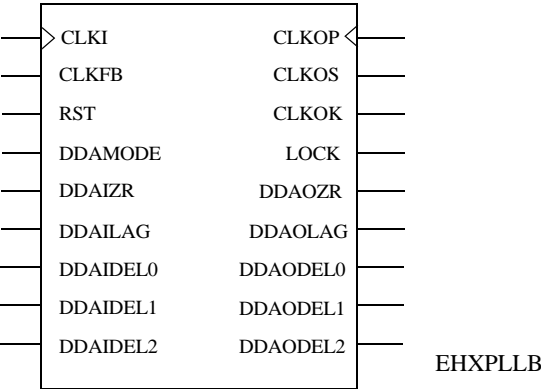 CLKI CLKOP
CLKFB CLKOS
RST CLKOK
DDAMODE LOCK
DDAIZR DDAOZR
DDAILAG DDAOLAG
DDAIDEL0 DDAODEL0
DDAIDEL1 DDAODEL1
DDAIDEL2 DDAODEL2
EHXPLLB